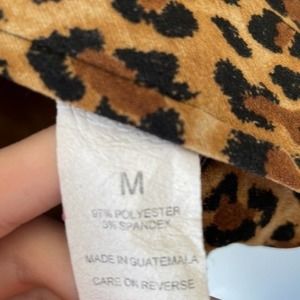 M
97% POLYESTER
3% SPANDEX
MADE IN GUATEMALA
CARE ON REVERSE